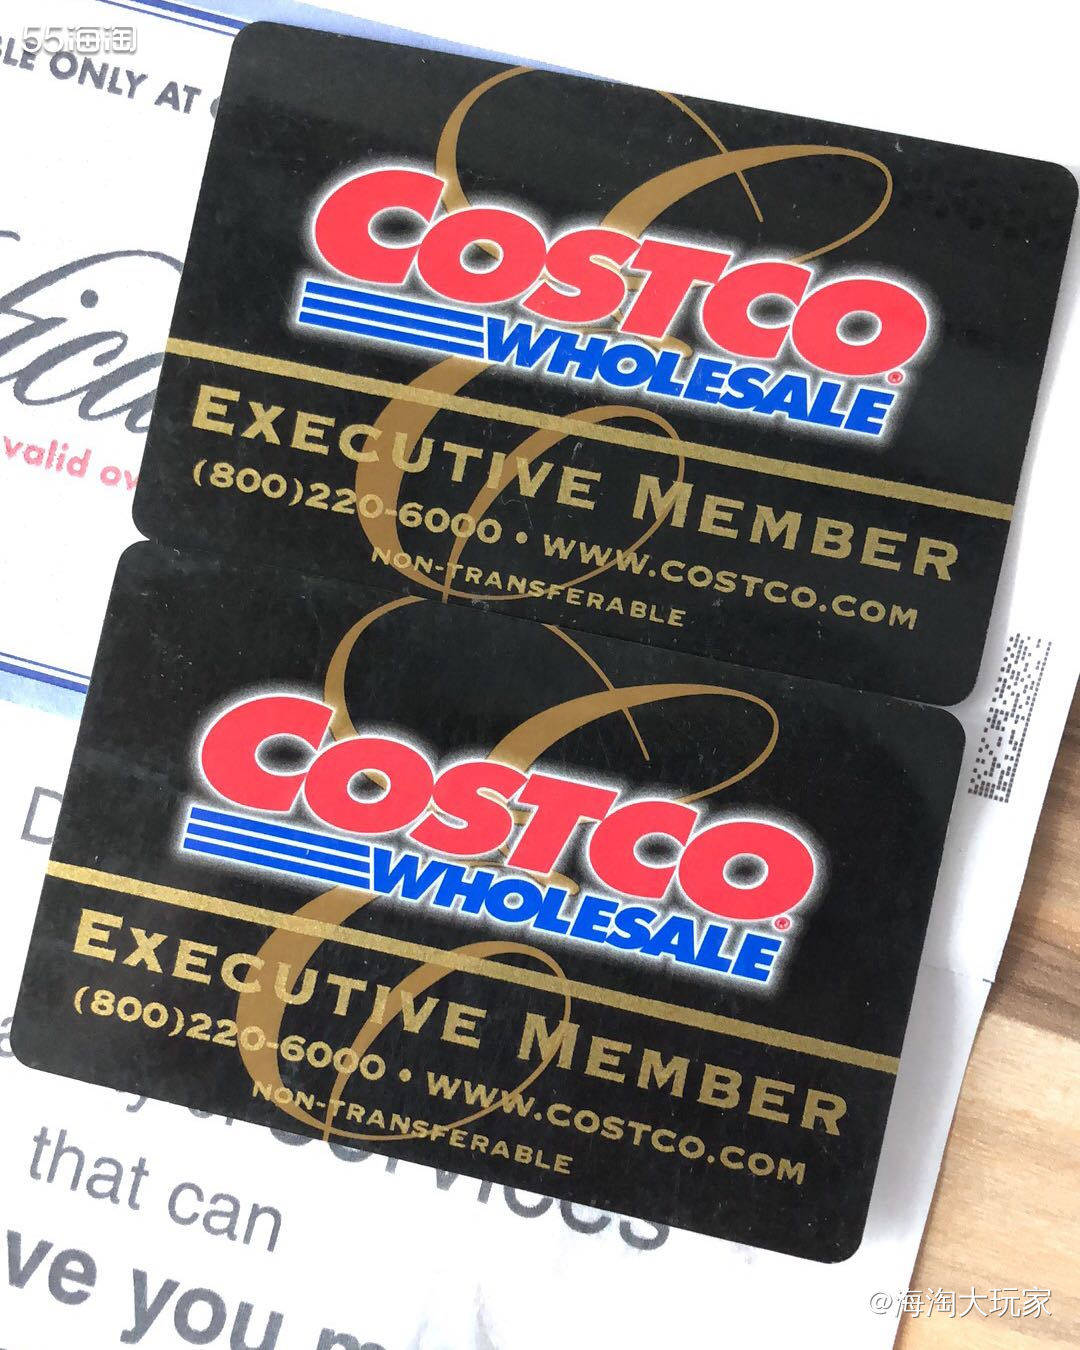 55海淘
BLE ONLY AT
valid
COSTCO
WHOLESALE
EXECUTIVE MEMBER
(800)220-6000 • WWW.COSTCO.COM
NON-TRANSFERABLE
COSTCO
WHOLESALE
EXECUTIVE MEMBER
(800)220-6000 • WWW.COSTCO.COM
NON-TRANSFERABLE
that can
you
@海淘大玩家